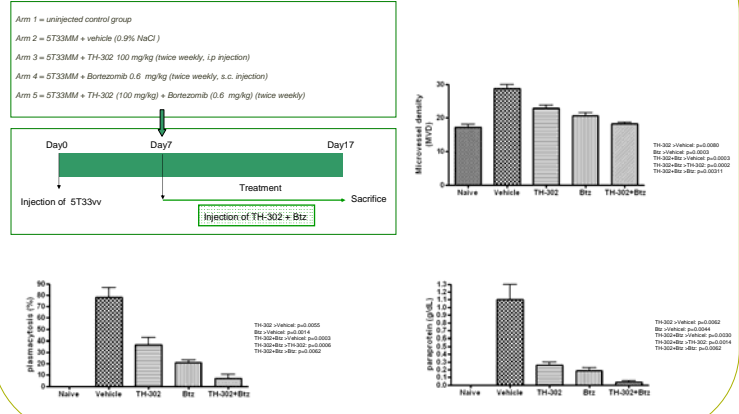 Arm 1 = uninjected control group
Arm 2 = 5T33MM + vehicle (0.9% NaCl )
Arm 3 = 5T33MM + TH-302 100 mg/kg (twice weekly, i.p injection)
Arm 4 = 5T33MM + Bortezomib 0.6 mg/kg (twice weekly, s.c. injection)
Arm 5 = 5T33MM + TH-302 (100 mg/kg) + Bortezomib (0.6 mg/kg) (twice weekly)
Day0 Day7 Day17
Treatment
Injection of 5T33vv
Sacrifice
Injection of TH-302 + Btz
Microvessel density
(MVD)
30
20
10
0
Naive Vehicle TH-302 Btz TH-302+Btz
TH-302 >Vehicel: p=0.0080
Btz >Vehicel: p=0.0003
TH-302+Btz >Vehicel: p=0.0003
TH-302+Btz >TH-302: p=0.0002
TH-302+Btz >Btz: p=0.00311
plasmacytosis (%)
90
80
70
60
50
40
30
20
10
0
Naive Vehicle TH-302 Btz TH-302+Btz
TH-302 >Vehicel: p=0.0055
Btz >Vehicel: p=0.0014
TH-302+Btz >Vehicel: p=0.0003
TH-302+Btz >TH-302: p=0.0006
TH-302+Btz >Btz: p=0.0062
paraprotein (g/dL)
1.3
1.2
1.1
1.0
0.9
0.8
0.7
0.6
0.5
0.4
0.3
0.2
0.1
0.0
Naive Vehicle TH-302 Btz TH-302+Btz
TH-302 >Vehicel: p=0.0062
Btz >Vehicel: p=0.0044
TH-302+Btz >Vehicel: p=0.0030
TH-302+Btz >TH-302: p=0.0014
TH-302+Btz >Btz: p=0.0062